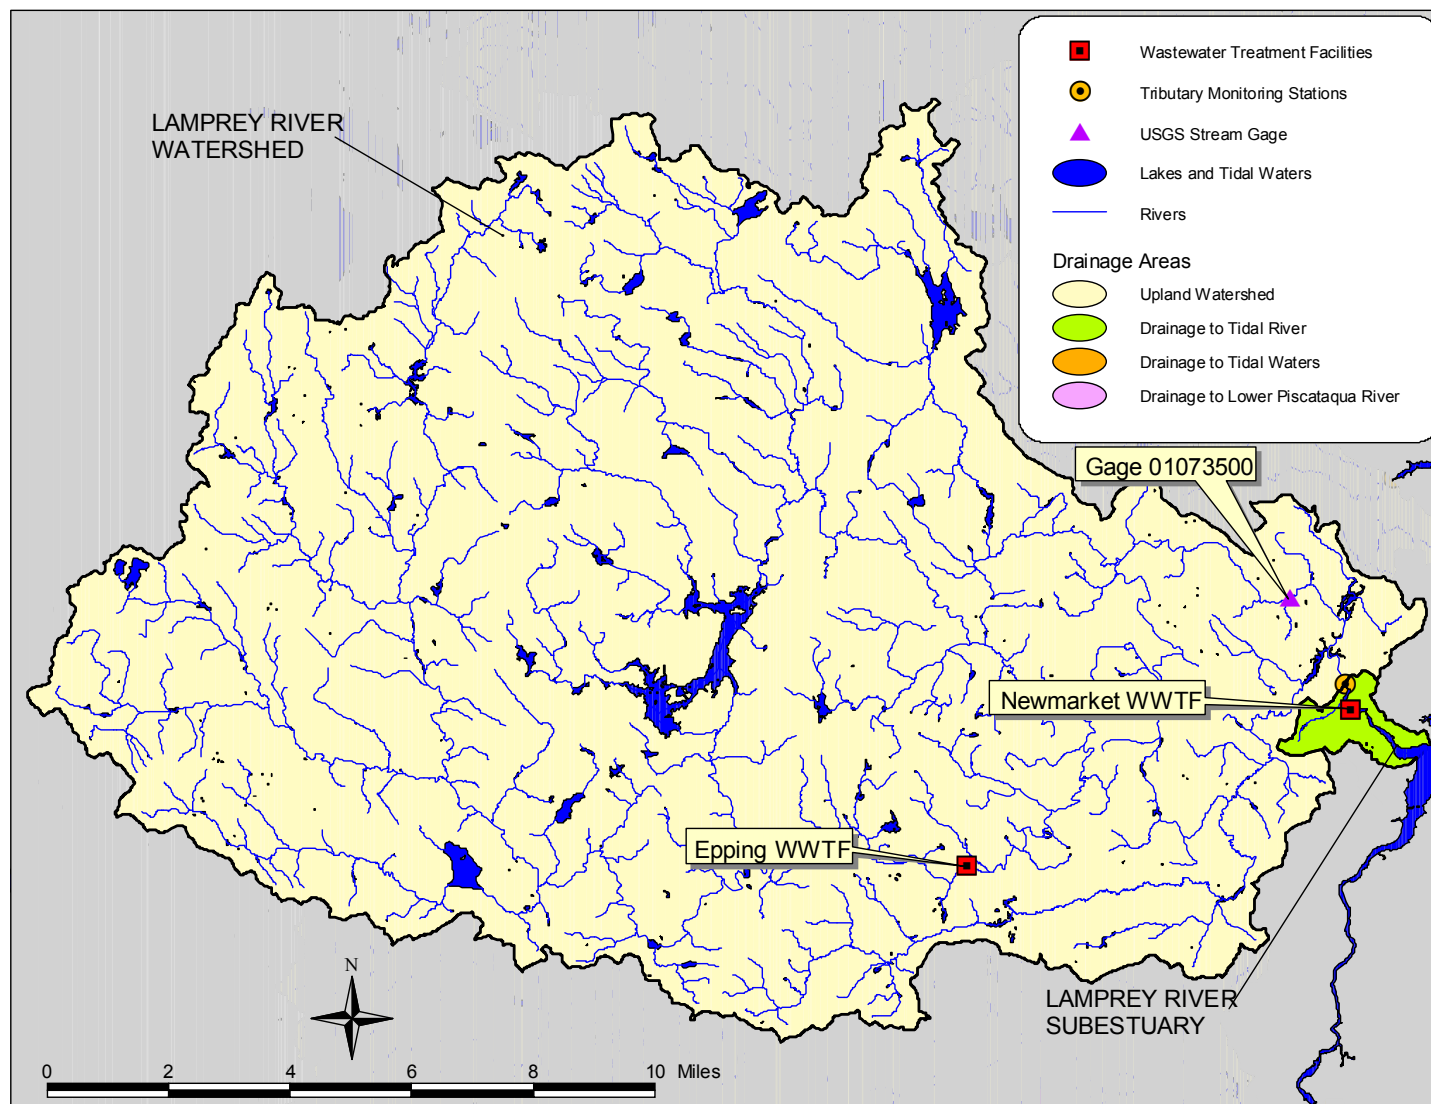 LAMPREY RIVER
WATERSHED
Wastewater Treatment Facilities
Tributary Monitoring Stations
USGS Stream Gage
Lakes and Tidal Waters
Rivers
Drainage Areas
Upland Watershed
Drainage to Tidal River
Drainage to Tidal Waters
Drainage to Lower Piscataqua River
Gage 01073500
Newmarket WWTF
Epping WWTF
LAMPREY RIVER
SUBESTUARY
N
0 2 4 6 8 10 Miles